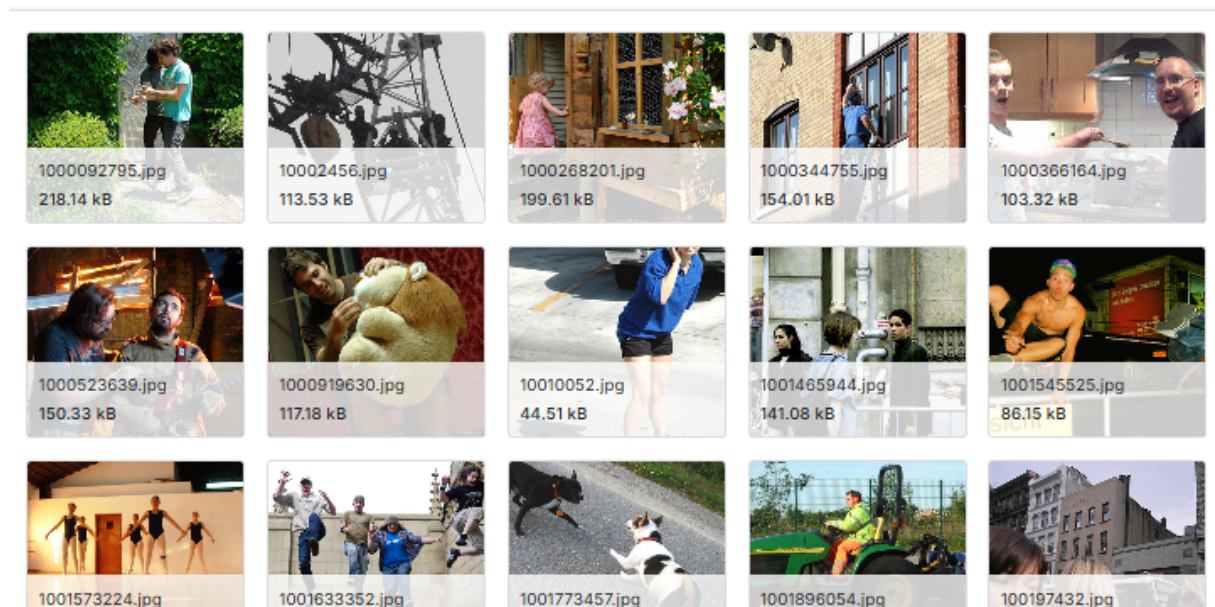 1000092795.jpg
218.14 kB
10002456.jpg
113.53 kB
1000268201.jpg
199.61 kB
1000344755.jpg
154.01 kB
1000366164.jpg
103.32 kB
1000523639.jpg
150.33 kB
1000919630.jpg
117.18 kB
10010052.jpg
44.51 kB
1001465944.jpg
141.08 kB
1001545525.jpg
86.15 kB
1001573224.jpg
1001633352.jpg
1001773457.jpg
1001896054.jpg
100197432.jpg